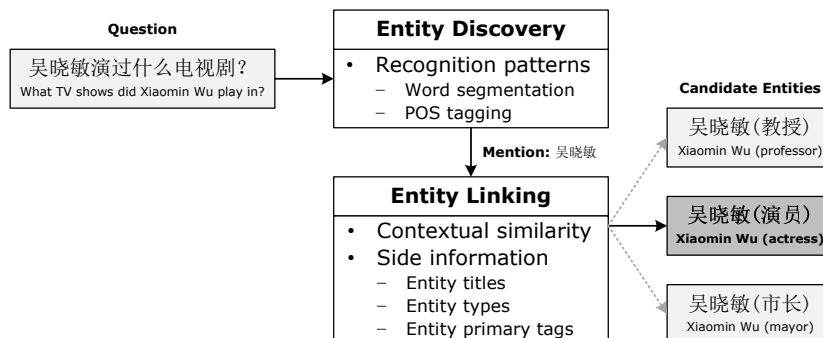 Question
吴晓敏演过什么电视剧?
What TV shows did Xiaomin Wu play in?
Entity Discovery
• Recognition patterns
– Word segmentation
– POS tagging
Mention: 吴晓敏
Entity Linking
• Contextual similarity
• Side information
– Entity titles
– Entity types
– Entity primary tags
Candidate Entities
吴晓敏(教授)
Xiaomin Wu (professor)
吴晓敏(演员)
Xiaomin Wu (actress)
吴晓敏(市长)
Xiaomin Wu (mayor)